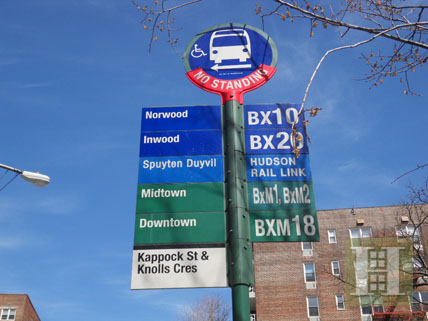 NO STANDING
Norwood BX10
Inwood BX20
Spuyten Duyvil HUDSON
RAIL LINK
Midtown BxM1, BxM2
Downtown BXM18
Kappock St &
Knolls Cres
H